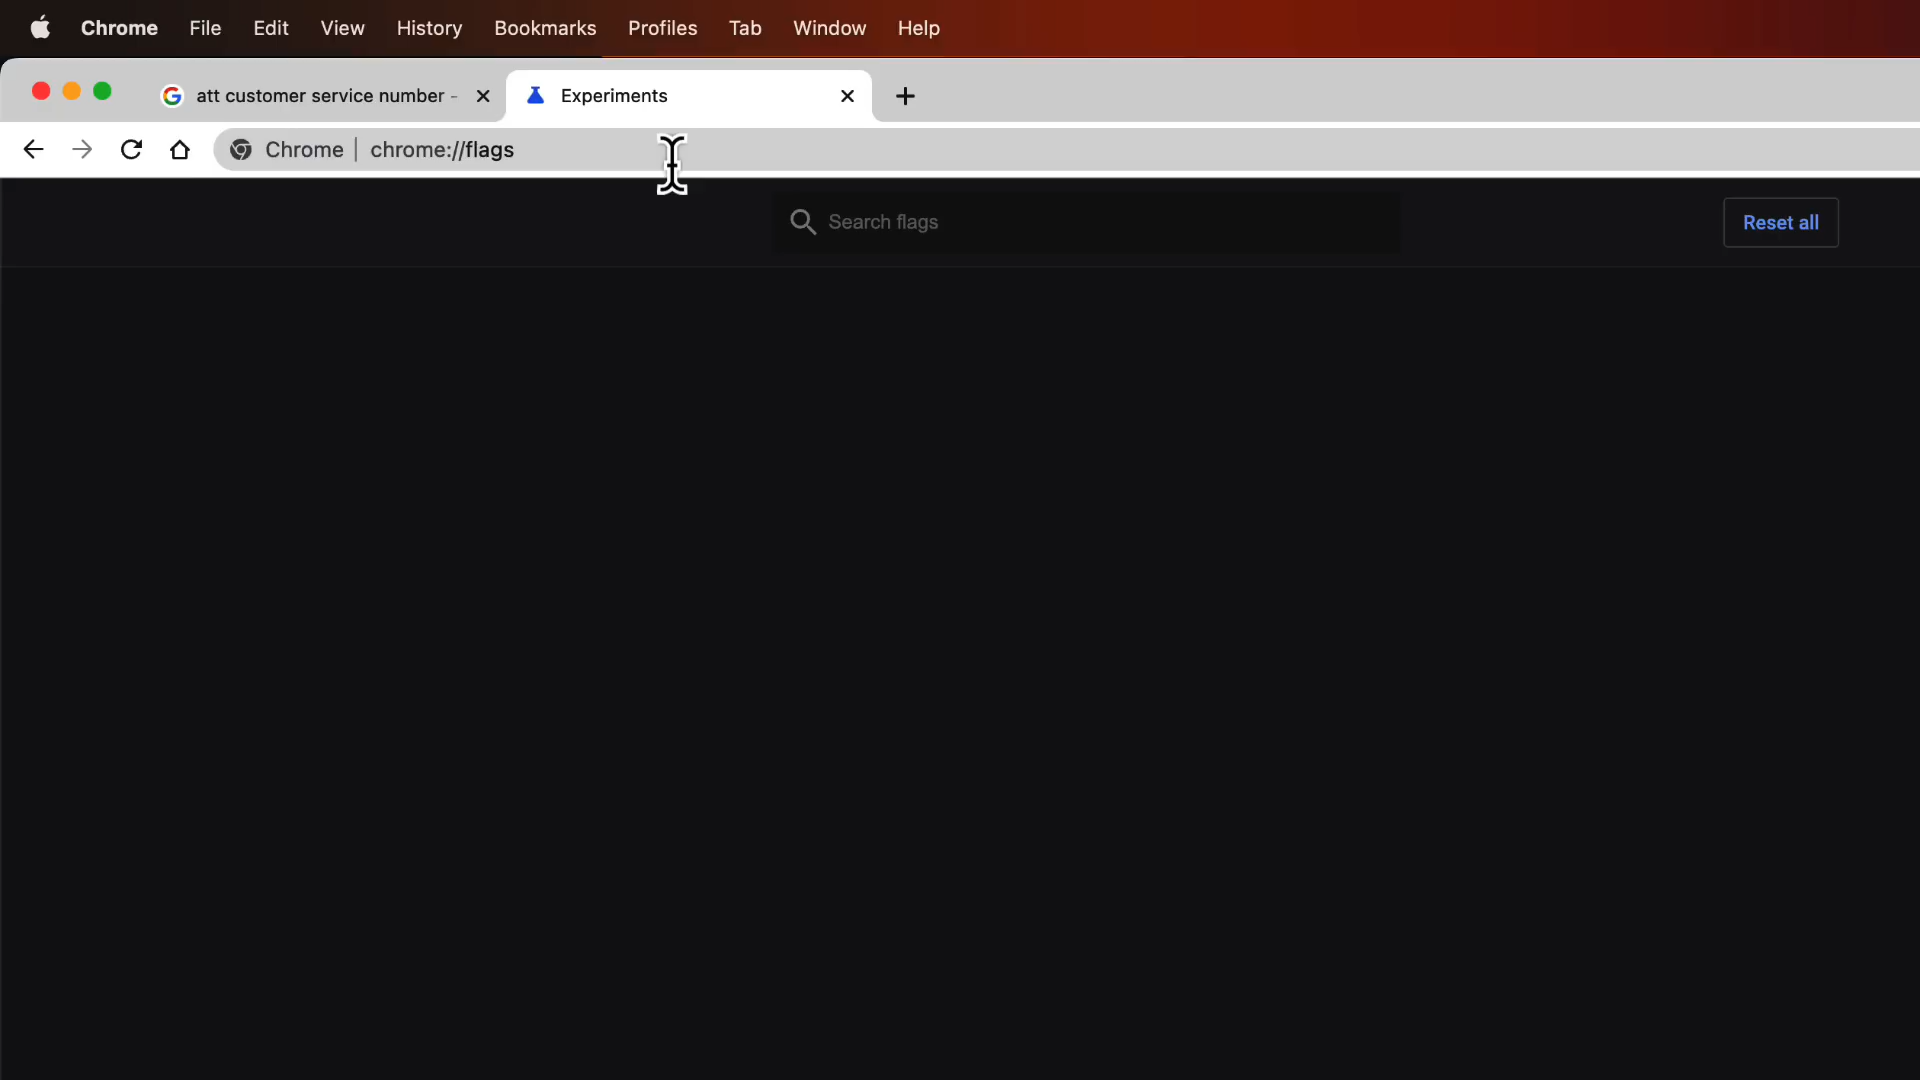 Chrome File Edit View History Bookmarks Profiles Tab Window Help
att customer service number - Experiments
Chrome chrome://flags
Search flags Reset all